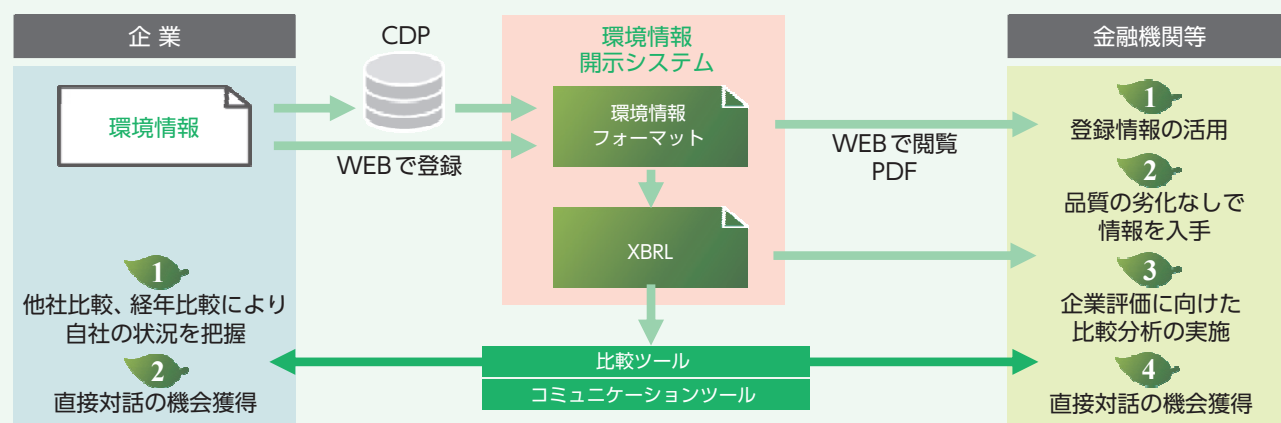 企 業
環境情報
1
他社比較、経年比較により
自社の状況を把握
2
直接対話の機会獲得
CDP
WEBで登録
環境情報
開示システム
環境情報
フォーマット
XBRL
比較ツール
コミュニケーションツール
WEBで閲覧
PDF
金融機関等
1
登録情報の活用
2
品質の劣化なしで
情報を入手
3
企業評価に向けた
比較分析の実施
4
直接対話の機会獲得